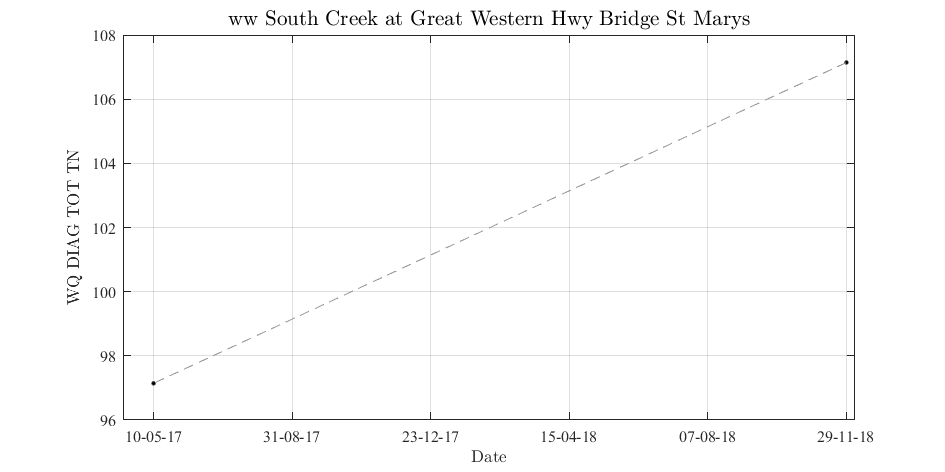 ww South Creek at Great Western Hwy Bridge St Marys
108
106
104
102
100
98
96
WQ DIAG TOT TN
10-05-17 31-08-17 23-12-17 15-04-18 07-08-18 29-11-18
Date